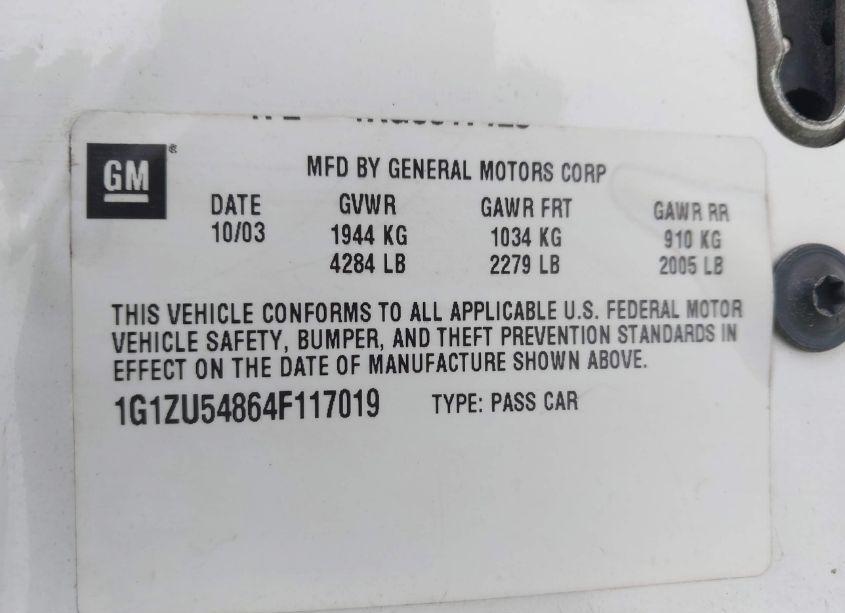 MFD BY GENERAL MOTORS CORP
GM®
DATE GVWR GAWR FRT GAWR RR
10/03 1944 KG 1034 KG 910 KG
4284 LB 2279 LB 2005 LB
THIS VEHICLE CONFORMS TO ALL APPLICABLE U.S. FEDERAL MOTOR
VEHICLE SAFETY, BUMPER, AND THEFT PREVENTION STANDARDS IN
EFFECT ON THE DATE OF MANUFACTURE SHOWN ABOVE.
1G1ZU54864F117019 TYPE: PASS CAR